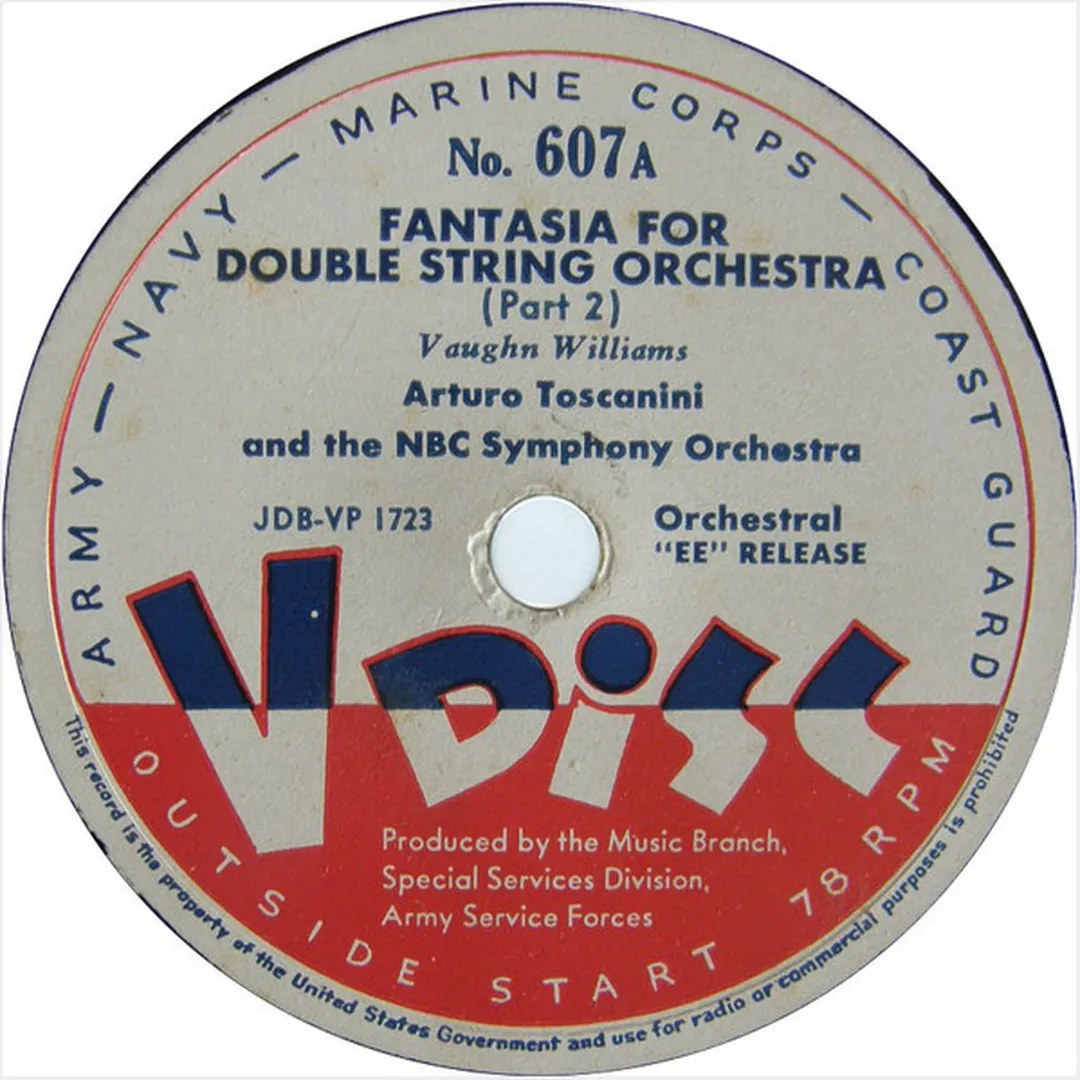 ARMY — NAVY — MARINE CORPS — COAST GUARD
No. 607A
FANTASIA FOR
DOUBLE STRING ORCHESTRA
(Part 2)
Vaughn Williams
Arturo Toscanini
and the NBC Symphony Orchestra
JDB-VP 1723
Orchestral
"EE" RELEASE
V DiSC
Produced by the Music Branch,
Special Services Division,
Army Service Forces
OUTSIDE START 78 RPM
This record is the property of the United States Government and use for radio or commercial purposes is prohibited